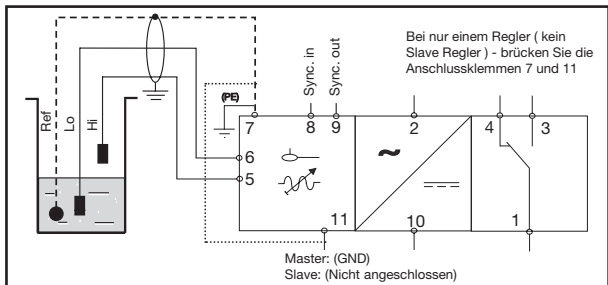 Bei nur einem Regler ( kein
Slave Regler ) - brücken Sie die
Anschlussklemmen 7 und 11
Sync. in
Sync. out
Ref
Lo
Hi
(PE)
7
8
9
2
4
3
6
5
~
11
10
1
Master: (GND)
Slave: (Nicht angeschlossen)